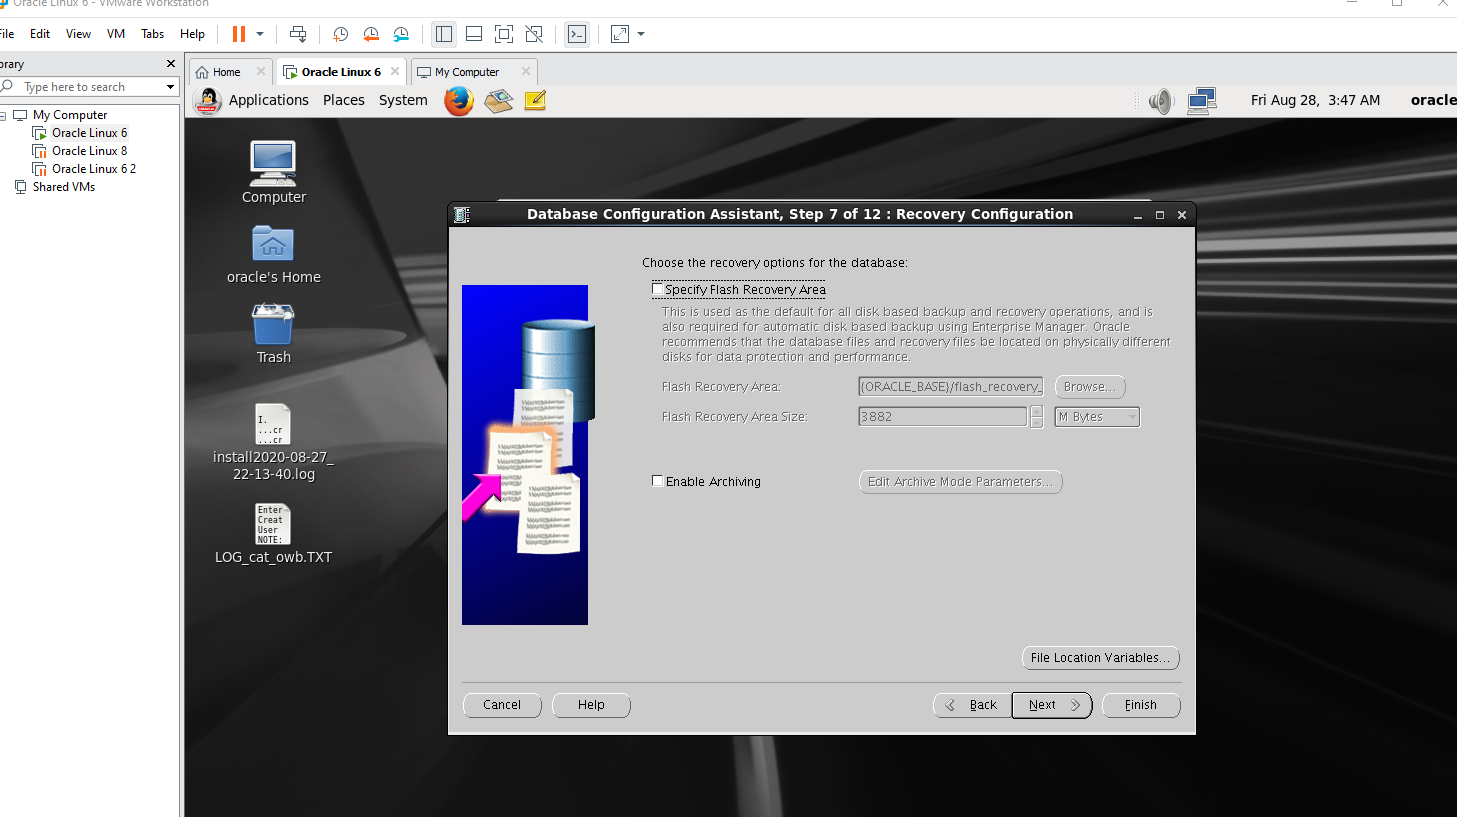 Oracle Linux 6 - VMware Workstation
File Edit View VM Tabs Help
brary
Type here to search
Home
Oracle Linux 6
My Computer
My Computer
Oracle Linux 6
Oracle Linux 8
Oracle Linux 6 2
Shared VMs
Applications Places System
Fri Aug 28, 3:47 AM
oracle
Computer
oracle's Home
Trash
I.
...cr
...cr
install2020-08-27_
22-13-40.log
Enter
Creat
User
NOTE:
LOG_cat_owb.TXT
Database Configuration Assistant, Step 7 of 12 : Recovery Configuration
Choose the recovery options for the database:
Specify Flash Recovery Area
This is used as the default for all disk based backup and recovery operations, and is
also required for automatic disk based backup using Enterprise Manager. Oracle
recommends that the database files and recovery files be located on physically different
disks for data protection and performance.
Flash Recovery Area: {ORACLE_BASE}/flash_recovery_ Browse...
Flash Recovery Area Size: 3882 M Bytes
Enable Archiving Edit Archive Mode Parameters...
File Location Variables...
Cancel Help Back Next Finish